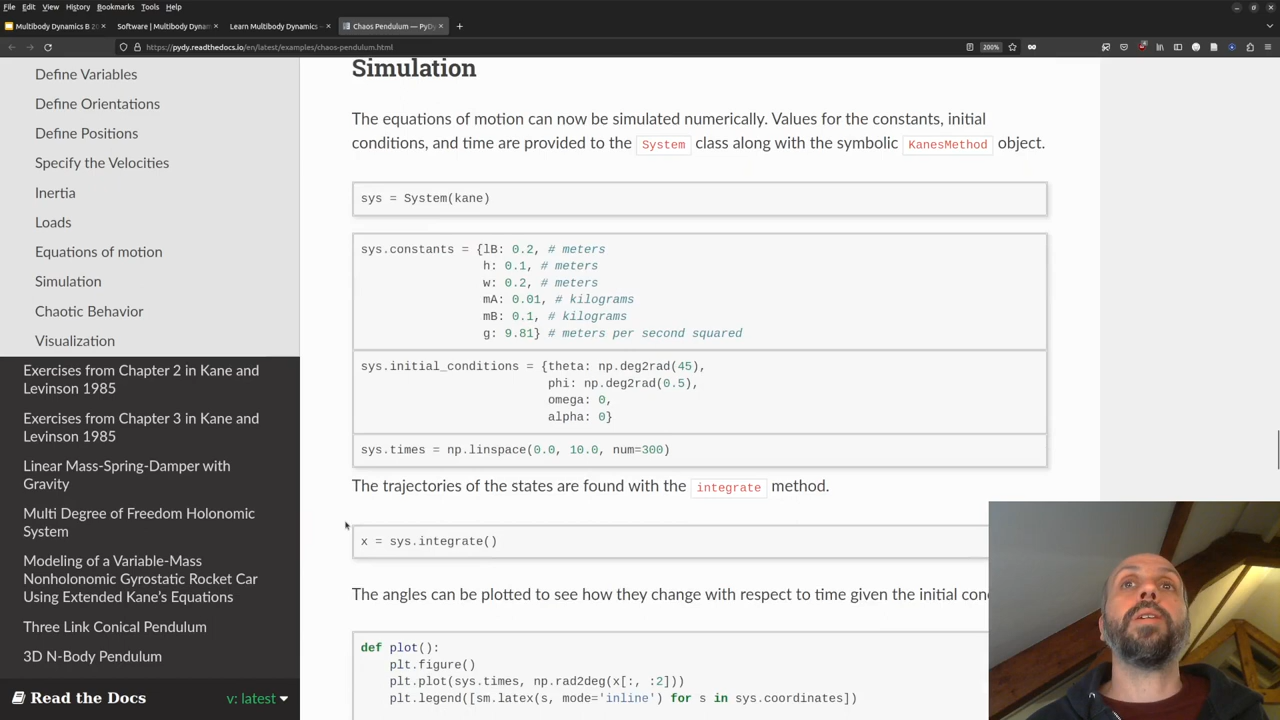 File Edit View History Bookmarks Tools Help
Multibody Dynamics B 29 × Software | Multibody Dynam × Learn Multibody Dynamics × Chaos Pendulum — PyDy × +
https://pydy.readthedocs.io/en/latest/examples/chaos-pendulum.html 200%
Define Variables
Define Orientations
Define Positions
Specify the Velocities
Inertia
Loads
Equations of motion
Simulation
Chaotic Behavior
Visualization
Exercises from Chapter 2 in Kane and
Levinson 1985
Exercises from Chapter 3 in Kane and
Levinson 1985
Linear Mass-Spring-Damper with
Gravity
Multi Degree of Freedom Holonomic
System
Modeling of a Variable-Mass
Nonholonomic Gyrostatic Rocket Car
Using Extended Kane's Equations
Three Link Conical Pendulum
3D N-Body Pendulum
Read the Docs v: latest
Simulation
The equations of motion can now be simulated numerically. Values for the constants, initial
conditions, and time are provided to the System class along with the symbolic KanesMethod object.
sys = System(kane)
sys.constants = {lB: 0.2, # meters
h: 0.1, # meters
w: 0.2, # meters
mA: 0.01, # kilograms
mB: 0.1, # kilograms
g: 9.81} # meters per second squared
sys.initial_conditions = {theta: np.deg2rad(45),
phi: np.deg2rad(0.5),
omega: 0,
alpha: 0}
sys.times = np.linspace(0.0, 10.0, num=300)
The trajectories of the states are found with the integrate method.
x = sys.integrate()
The angles can be plotted to see how they change with respect to time given the initial con
def plot():
plt.figure()
plt.plot(sys.times, np.rad2deg(x[:, :2]))
plt.legend([sm.latex(s, mode='inline') for s in sys.coordinates])